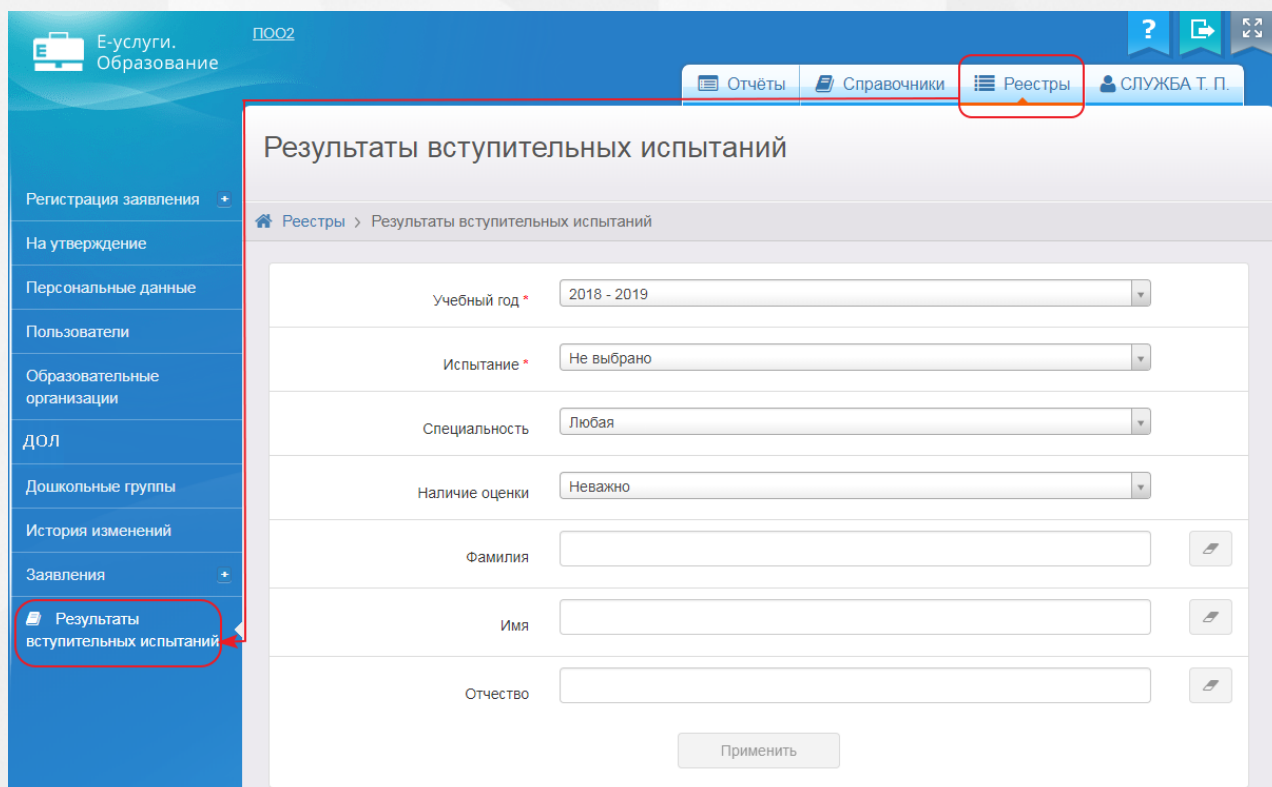 Е-услуги.
Образование
ПОО2
?
Отчёты
Справочники
Реестры
СЛУЖБА Т. П.
Результаты вступительных испытаний
Реестры > Результаты вступительных испытаний
Регистрация заявления
На утверждение
Персональные данные
Пользователи
Образовательные
организации
ДОЛ
Дошкольные группы
История изменений
Заявления
Результаты
вступительных испытаний
Учебный год * 2018 - 2019
Испытание * Не выбрано
Специальность Любая
Наличие оценки Неважно
Фамилия
Имя
Отчество
Применить